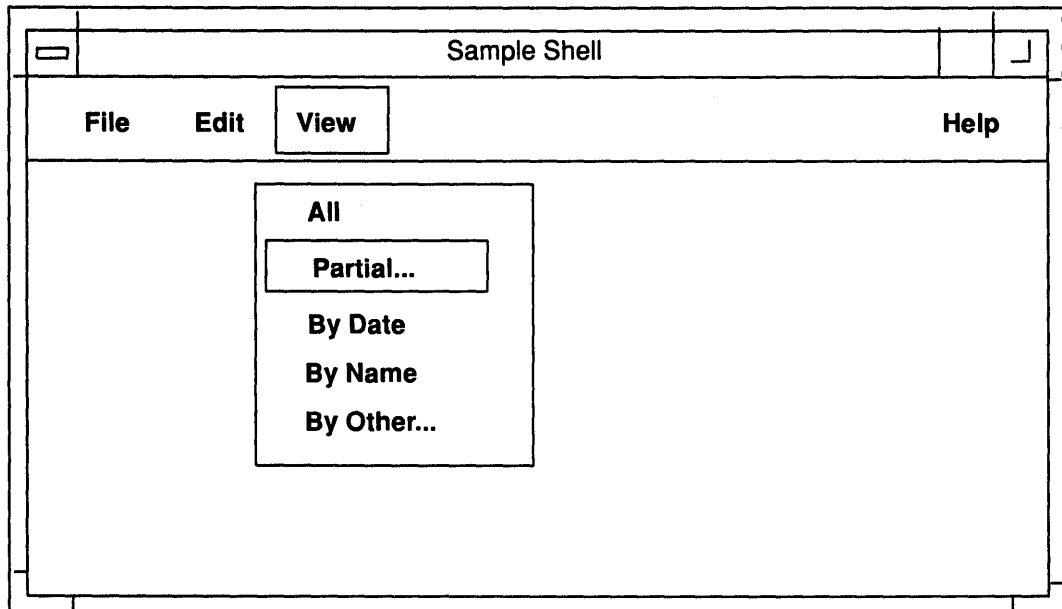 Sample Shell
File Edit View Help
All
Partial...
By Date
By Name
By Other...